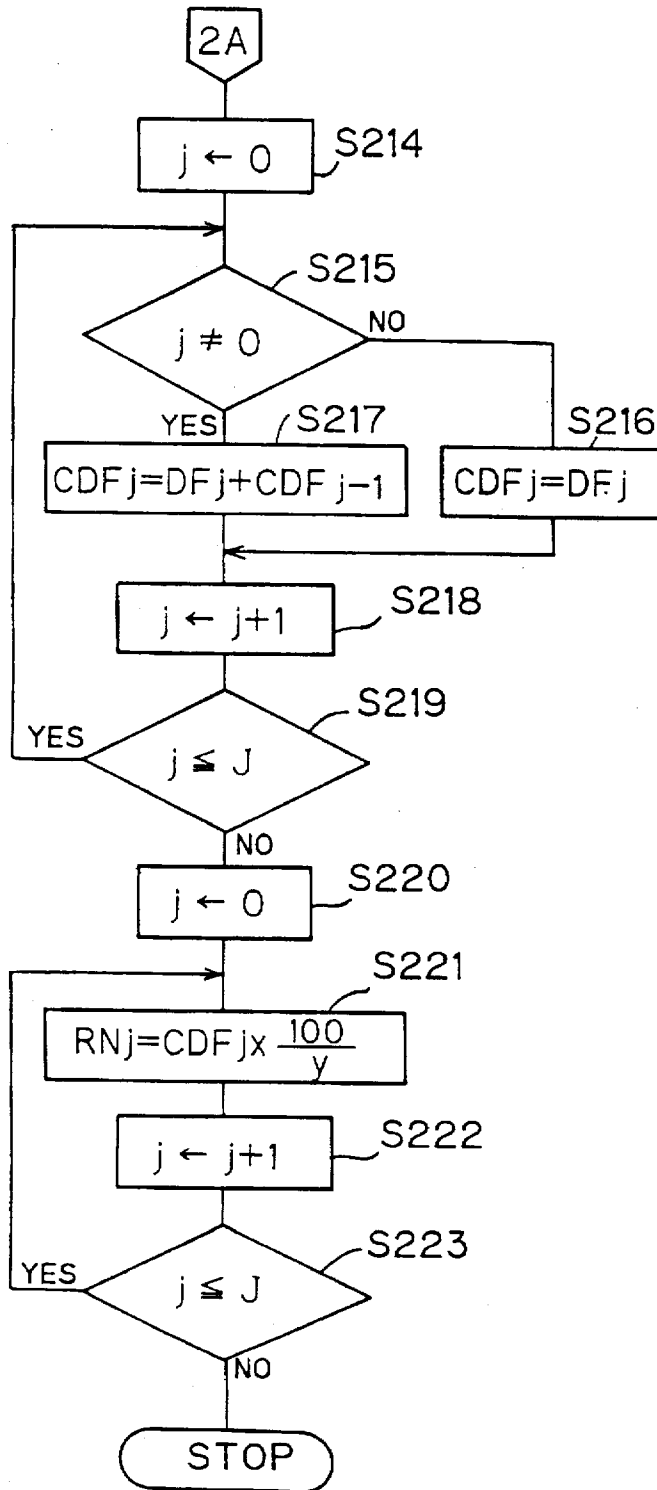 2A
j ← 0
S214
S215
j ≠ 0
NO
YES
S217
S216
CDFj=DFj+CDFj-1
CDFj=DF.j
j ← j+1
S218
S219
YES
j ≦ J
NO
S220
j ← 0
S221
RNj=CDFjx 100/y
j ← j+1
S222
S223
YES
j ≦ J
NO
STOP